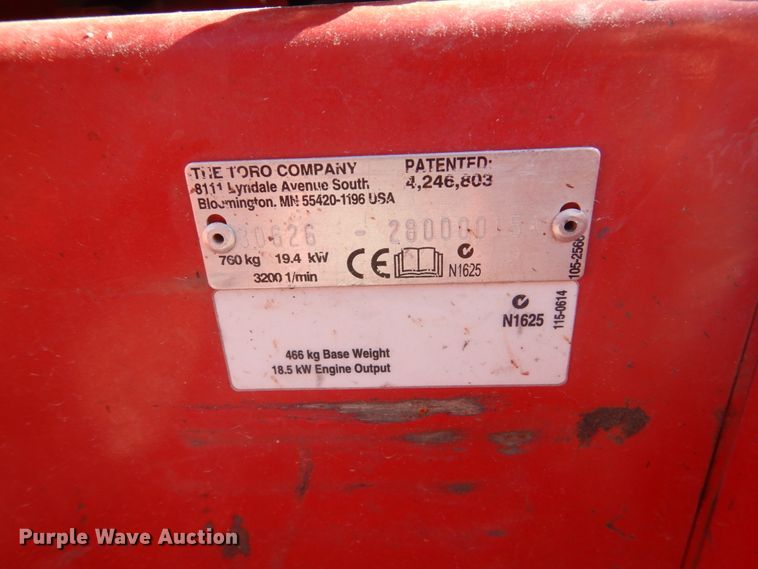 THE TORO COMPANY
8111 Lyndale Avenue South
Bloomington, MN 55420-1196 USA
PATENTED:
4,246,803
760 kg 19.4 kW
3200 1/min
CE
N1625
105-2568
N1625
115-0614
466 kg Base Weight
18.5 kW Engine Output
Purple Wave Auction